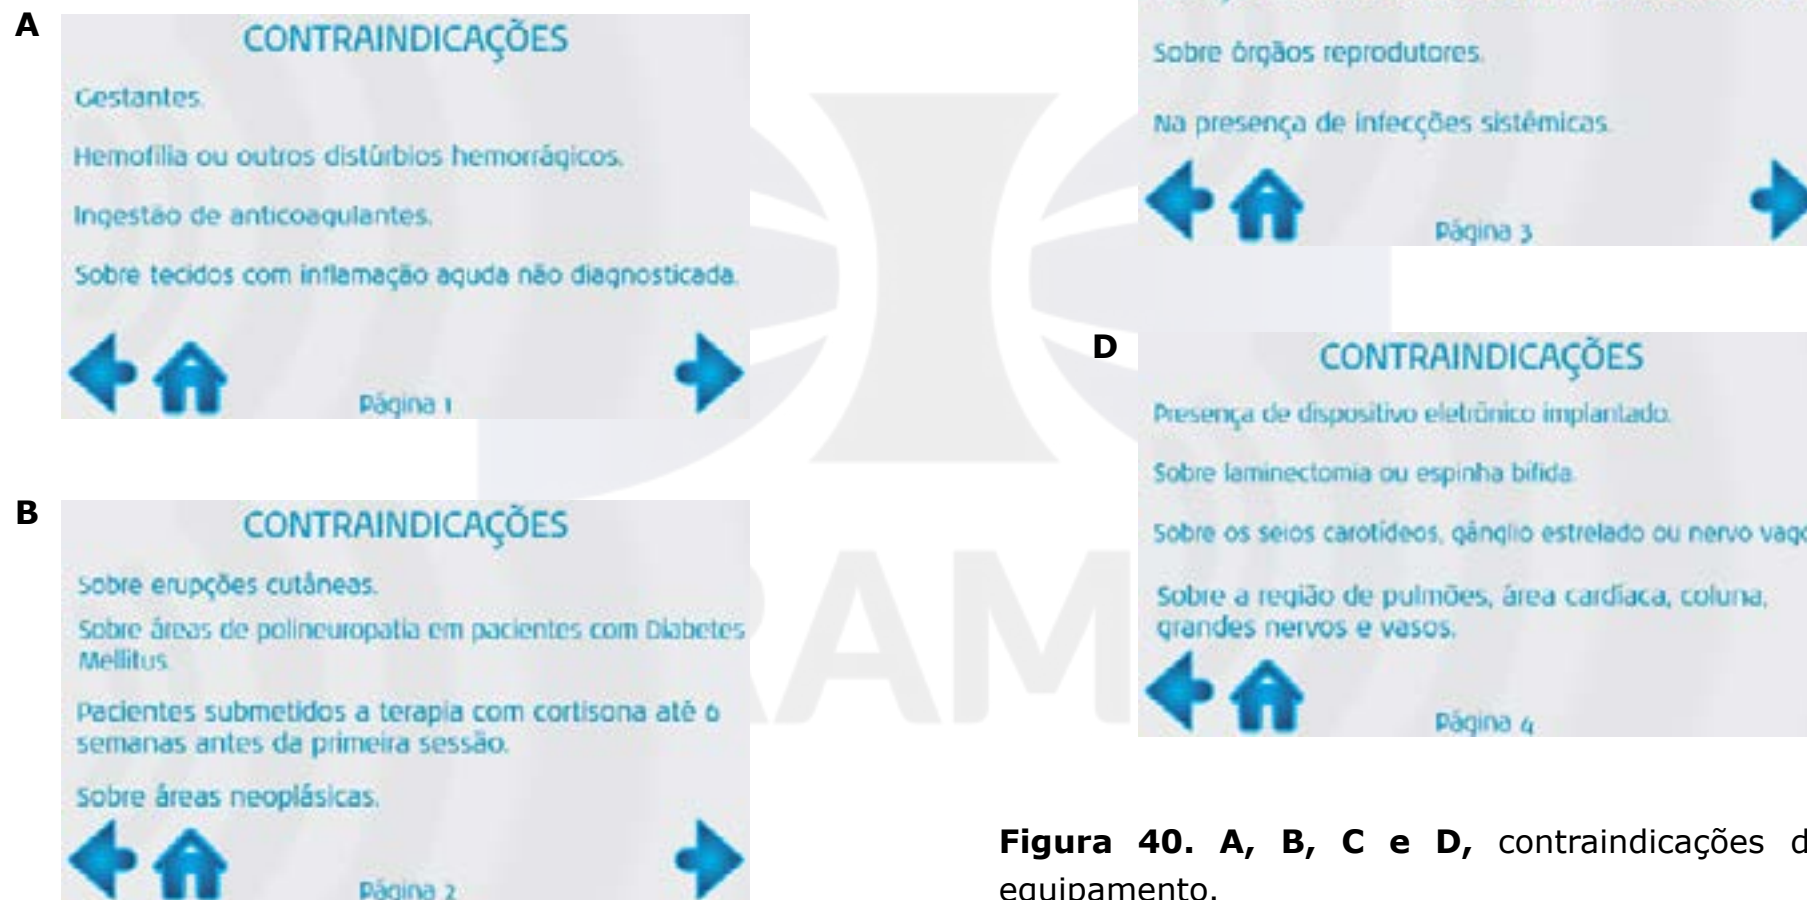 A
CONTRAINDICAÇÕES
Gestantes.
Hemofilia ou outros distúrbios hemorrágicos.
Ingestão de anticoagulantes.
Sobre tecidos com inflamação aguda não diagnosticada.
Página 1
B
CONTRAINDICAÇÕES
Sobre erupções cutâneas.
Sobre áreas de polineuropatia em pacientes com Diabetes
Mellitus.
Pacientes submetidos a terapia com cortisona até 6
semanas antes da primeira sessão.
Sobre áreas neoplásicas.
Página 2
Sobre órgãos reprodutores.
Na presença de infecções sistêmicas.
Página 3
D
CONTRAINDICAÇÕES
Presença de dispositivo eletrônico implantado.
Sobre laminectomia ou espinha bífida.
Sobre os seios carotídeos, gânglio estrelado ou nervo vago
Sobre a região de pulmões, área cardíaca, coluna,
grandes nervos e vasos.
Página 4
Figura 40. A, B, C e D, contraindicações d
equipamento.
RAM